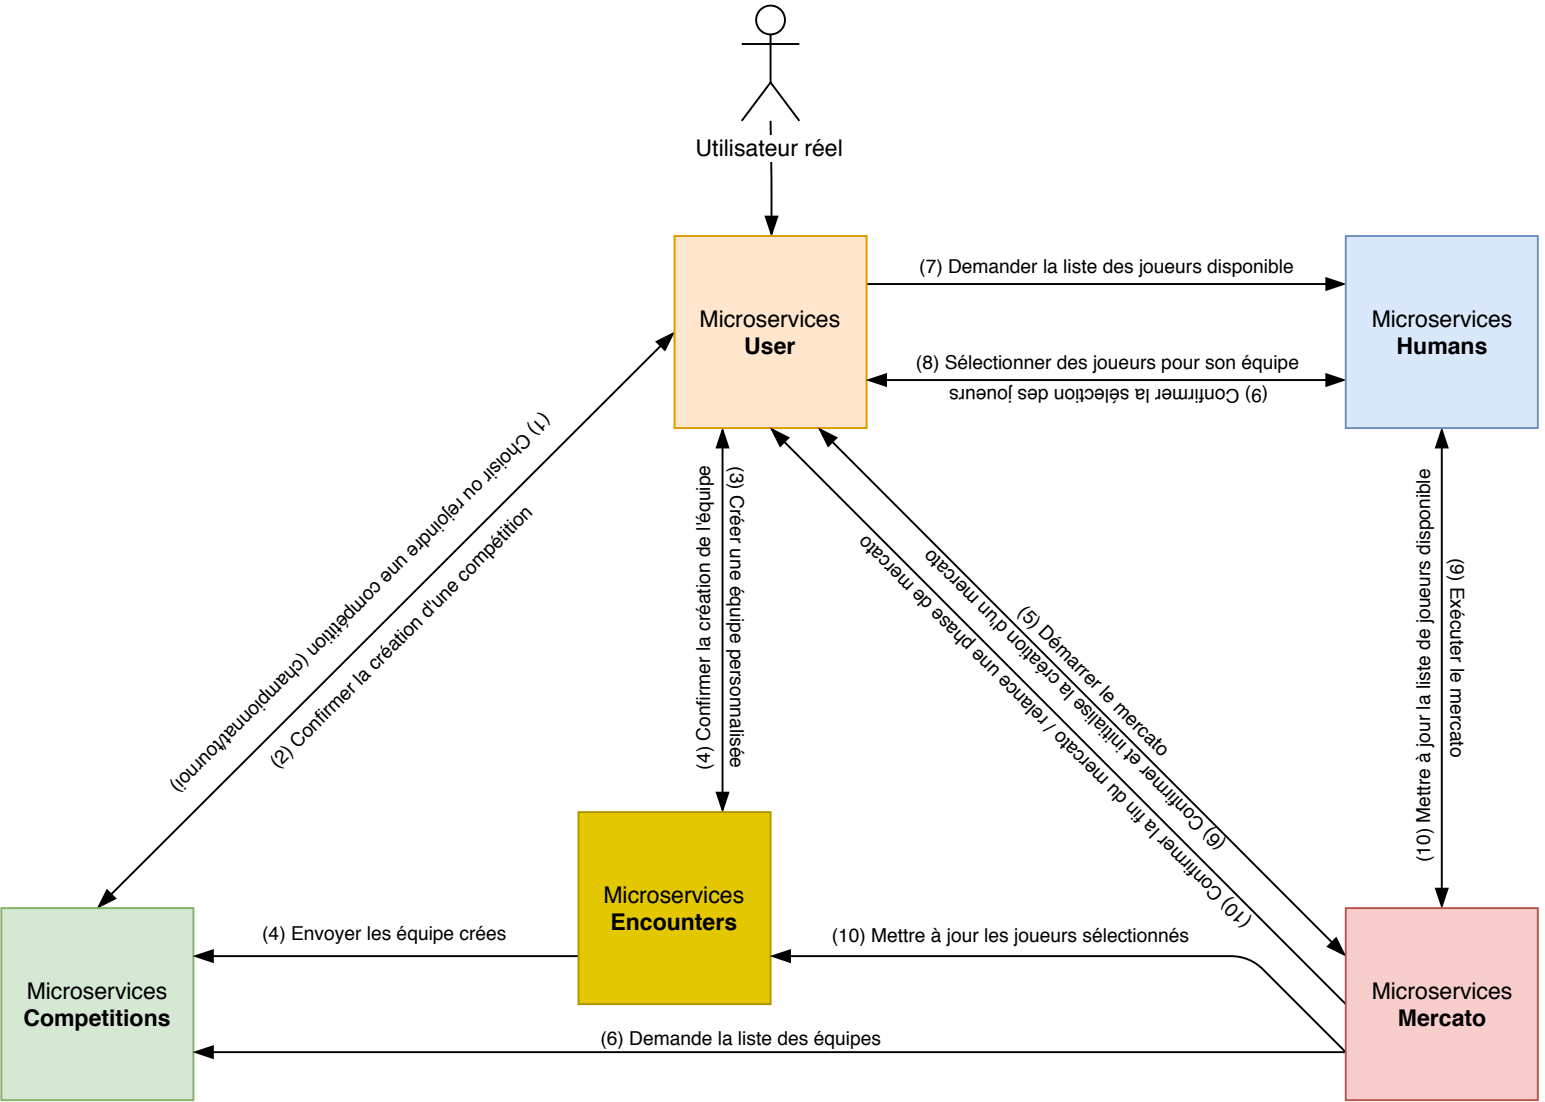 Utilisateur réel
Microservices
User
(7) Demander la liste des joueurs disponible
Microservices
Humans
(8) Sélectionner des joueurs pour son équipe
(9) Confirmer la sélection des joueurs
(1) Choisir ou rejoindre une compétition (championnat/tournoi)
(2) Confirmer la création d'une compétition
(4) Confirmer la création de l'équipe
(3) Créer une équipe personnalisée
(5) Démarrer le mercato
(6) Confirmer et initialise la création d'un mercato
(10) Confirmer la fin du mercato / relance une phase de mercato
(10) Mettre à jour la liste de joueurs disponible
(9) Exécuter le mercato
Microservices
Encounters
(4) Envoyer les équipe crées
(10) Mettre à jour les joueurs sélectionnés
Microservices
Competitions
Microservices
Mercato
(6) Demande la liste des équipes